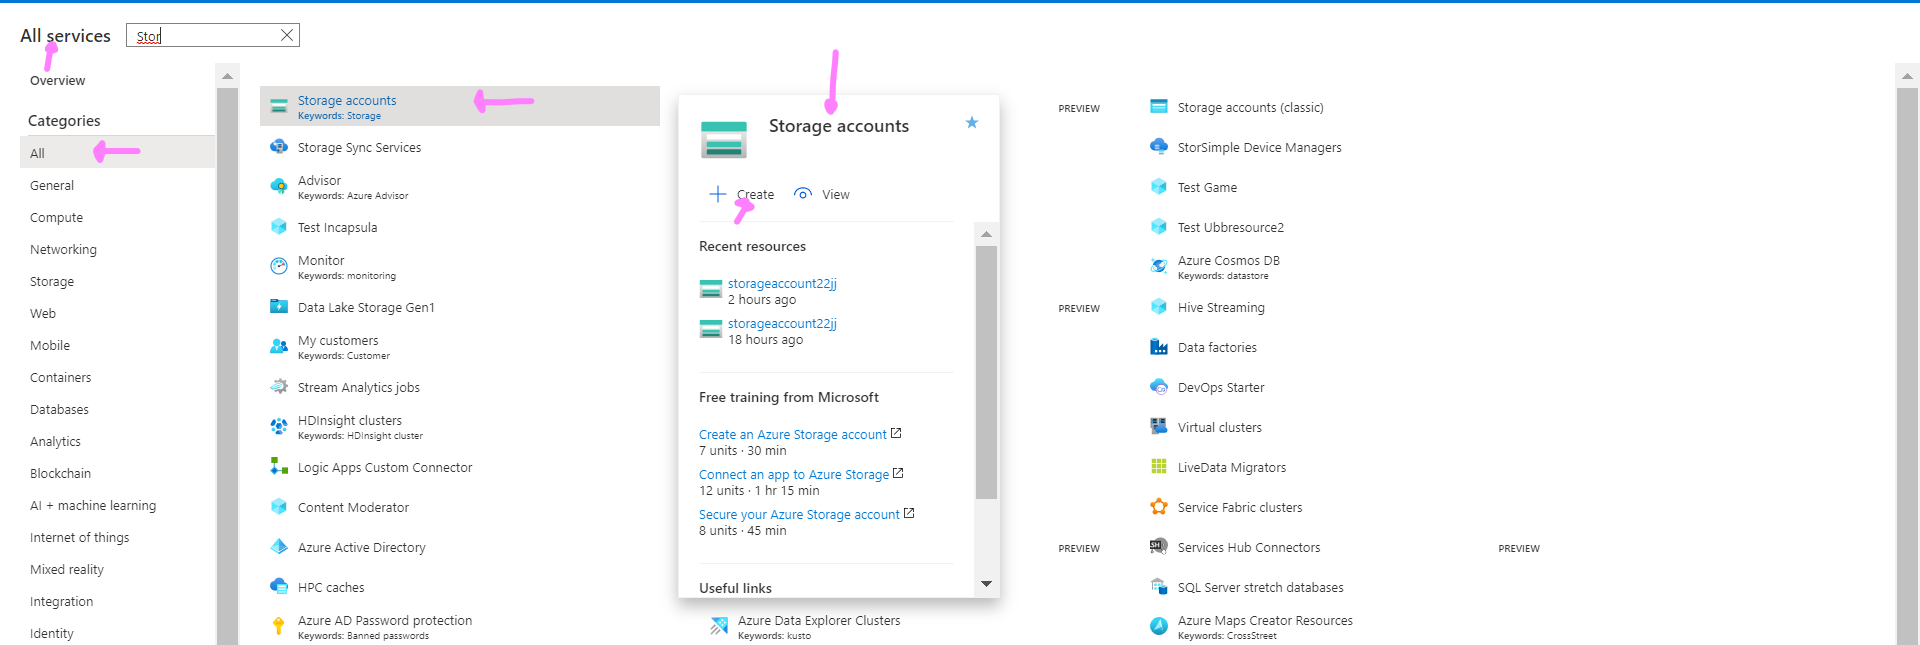 All services
Stor
Overview
Categories
All
General
Compute
Networking
Storage
Web
Mobile
Containers
Databases
Analytics
Blockchain
AI + machine learning
Internet of things
Mixed reality
Integration
Identity
Storage accounts
Keywords: Storage
Storage Sync Services
Advisor
Keywords: Azure Advisor
Test Incapsula
Monitor
Keywords: monitoring
Data Lake Storage Gen1
My customers
Keywords: Customer
Stream Analytics jobs
HDInsight clusters
Keywords: HDInsight cluster
Logic Apps Custom Connector
Content Moderator
Azure Active Directory
HPC caches
Azure AD Password protection
Keywords: Banned passwords
Storage accounts
Create
View
Recent resources
storageaccount22jj
2 hours ago
storageaccount22jj
18 hours ago
Free training from Microsoft
Create an Azure Storage account
7 units · 30 min
Connect an app to Azure Storage
12 units · 1 hr 15 min
Secure your Azure Storage account
8 units · 45 min
Useful links
Azure Data Explorer Clusters
Keywords: kusto
PREVIEW
PREVIEW
PREVIEW
Storage accounts (classic)
StorSimple Device Managers
Test Game
Test Ubbresource2
Azure Cosmos DB
Keywords: datastore
Hive Streaming
Data factories
DevOps Starter
Virtual clusters
LiveData Migrators
Service Fabric clusters
Services Hub Connectors
PREVIEW
SQL Server stretch databases
Azure Maps Creator Resources
Keywords: CrossStreet